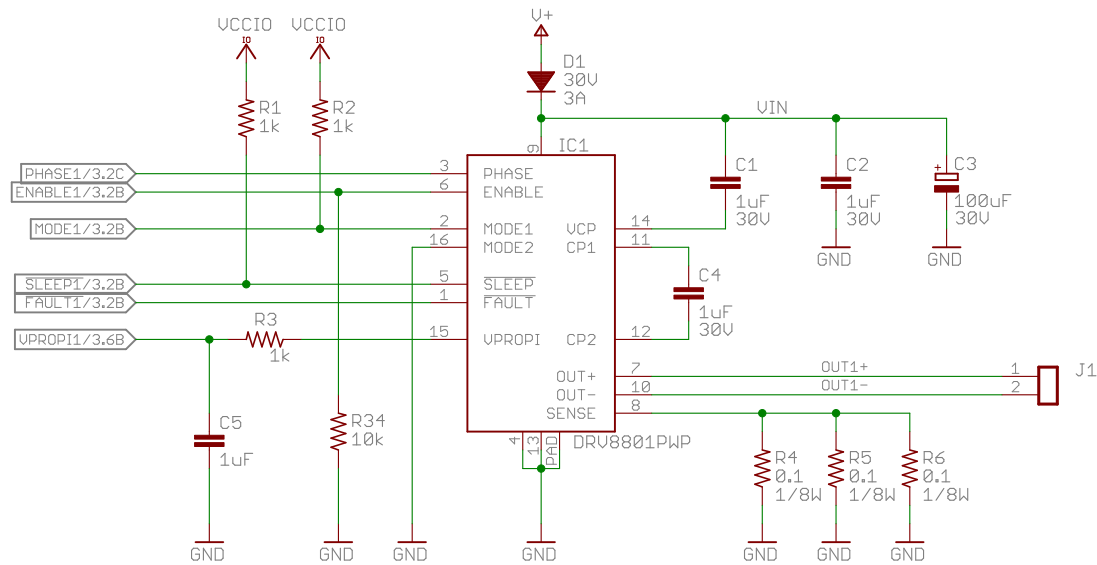 V+
VCCIO
VCCIO
IO
IO
D1
30V
3A
VIN
R1
1k
R2
1k
9
IC1
C1
1uF
30V
C2
1uF
30V
+
C3
100uF
30V
PHASE1/3.2C
3
PHASE
ENABLE1/3.2B
6
ENABLE
MODE1/3.2B
2
MODE1
VCP
14
16
MODE2
CP1
11
GND
GND
SLEEP1/3.2B
5
SLEEP
C4
1uF
30V
FAULT1/3.2B
1
FAULT
VPROPI1/3.6B
R3
1k
15
VPROPI
CP2
12
OUT+
7
OUT1+
1
J1
OUT-
10
OUT1-
2
SENSE
8
C5
1uF
R34
10k
4
13
PAD
DRV8801PWP
R4
0.1
1/8W
R5
0.1
1/8W
R6
0.1
1/8W
GND
GND
GND
GND
GND
GND
GND